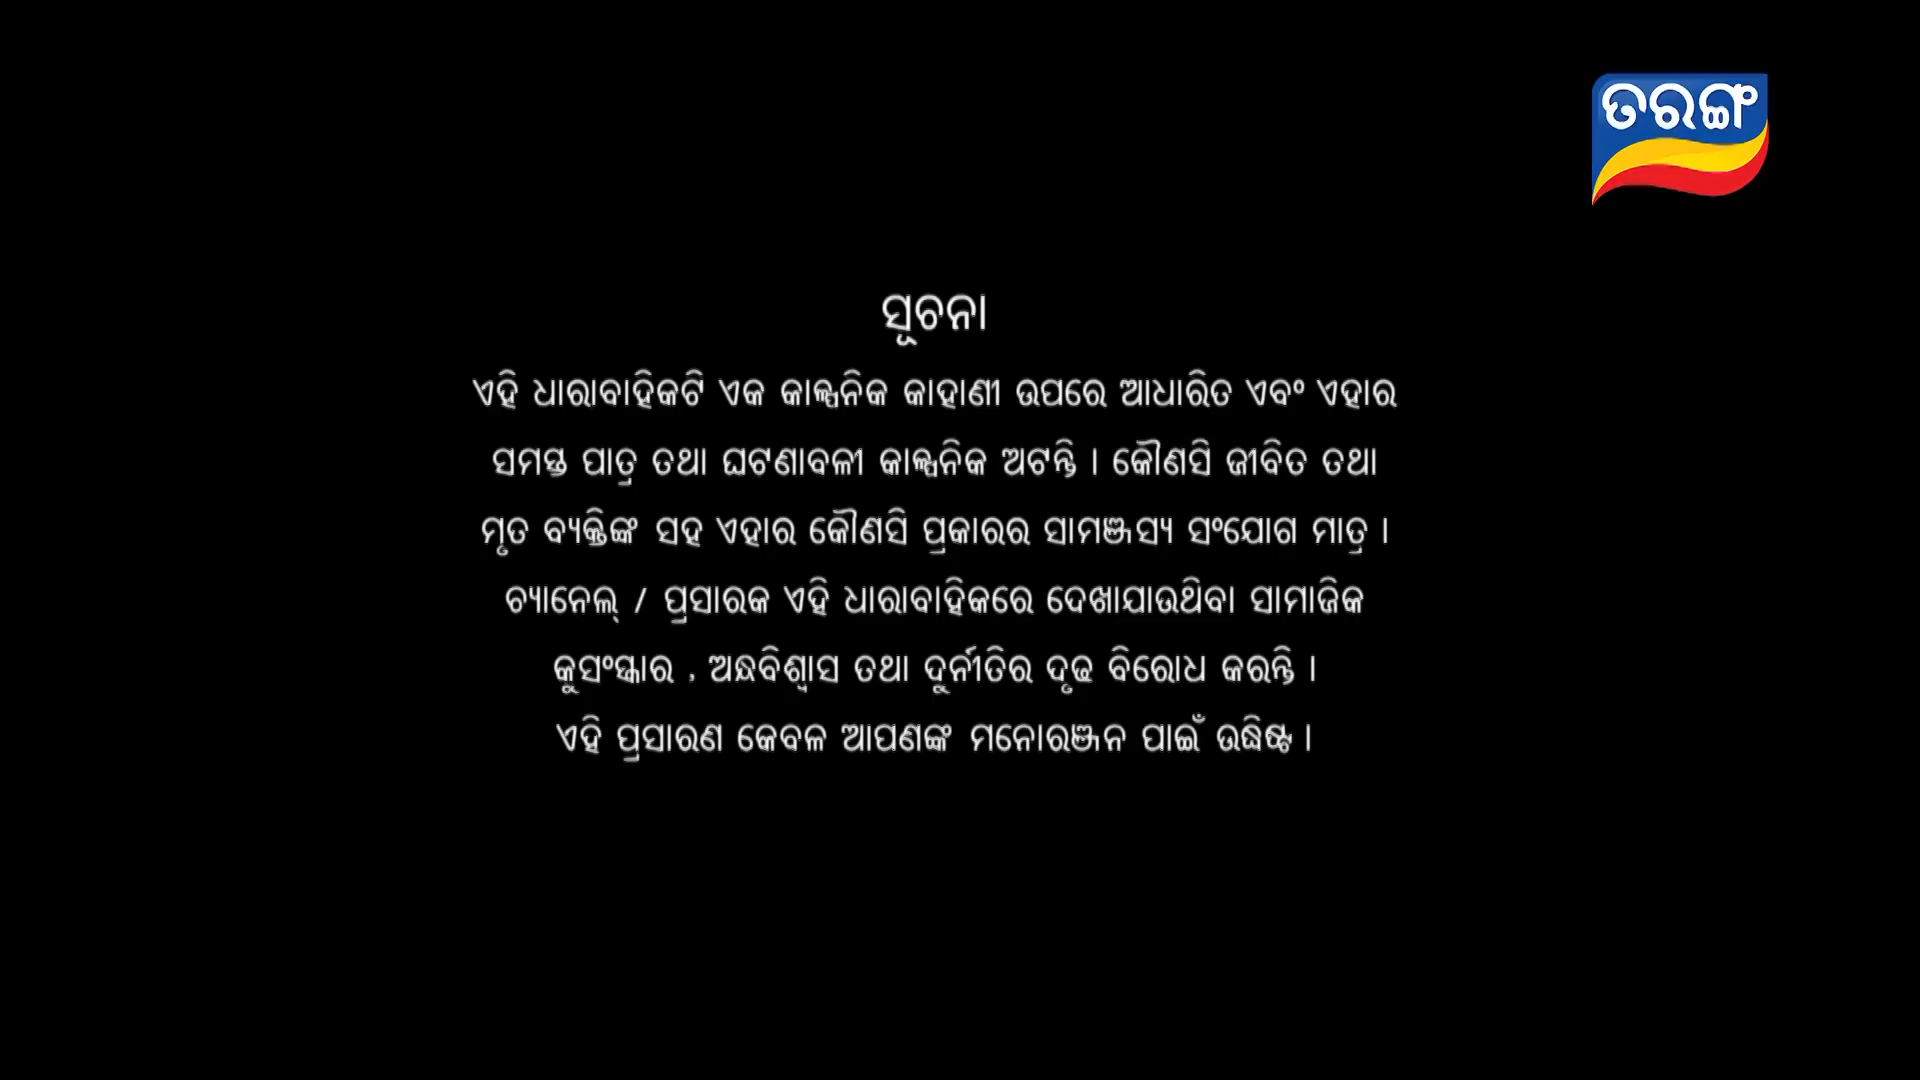 ତରଙ୍ଗ
ସୂଚନା
ଏହି ଧାରାବାହିକଟି ଏକ କାଳ୍ପନିକ କାହାଣୀ ଉପରେ ଆଧାରିତ ଏବଂ ଏହାର
ସମସ୍ତ ପାତ୍ର ତଥା ଘଟଣାବଳୀ କାଳ୍ପନିକ ଅଟନ୍ତି । କୌଣସି ଜୀବିତ ତଥା
ମୃତ ବ୍ୟକ୍ତିଙ୍କ ସହ ଏହାର କୌଣସି ପ୍ରକାରର ସାମଞ୍ଜସ୍ୟ ସଂଯୋଗ ମାତ୍ର ।
ଚ୍ୟାନେଲ୍ / ପ୍ରସାରକ ଏହି ଧାରାବାହିକରେ ଦେଖାଯାଉଥିବା ସାମାଜିକ
କୁସଂସ୍କାର , ଅନ୍ଧବିଶ୍ୱାସ ତଥା ଦୁର୍ନୀତିର ଦୃଢ ବିରୋଧ କରନ୍ତି ।
ଏହି ପ୍ରସାରଣ କେବଳ ଆପଣଙ୍କ ମନୋରଞ୍ଜନ ପାଇଁ ଉଦ୍ଧିଷ୍ଟ ।